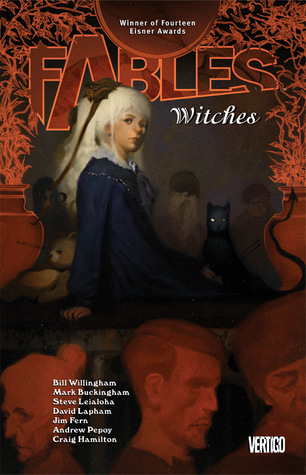 Winner of Fourteen
Eisner Awards
FABLES
Witches
Bill Willingham
Mark Buckingham
Steve Leialoha
David Lapham
Jim Fern
Andrew Pepoy
Craig Hamilton
VERTIGO